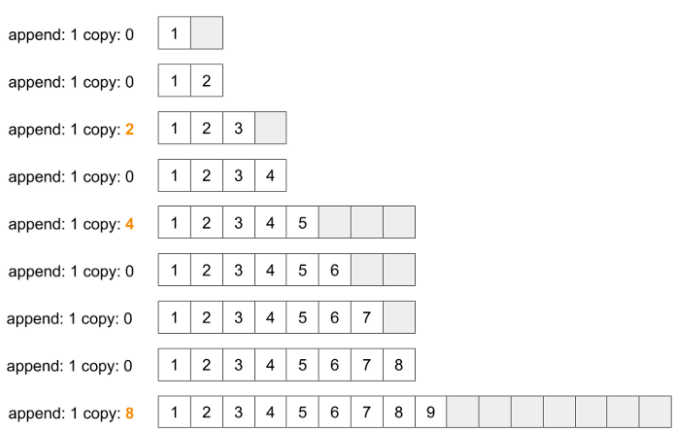 append: 1 copy: 0 1
append: 1 copy: 0 1 2
append: 1 copy: 2 1 2 3
append: 1 copy: 0 1 2 3 4
append: 1 copy: 4 1 2 3 4 5
append: 1 copy: 0 1 2 3 4 5 6
append: 1 copy: 0 1 2 3 4 5 6 7
append: 1 copy: 0 1 2 3 4 5 6 7 8
append: 1 copy: 8 1 2 3 4 5 6 7 8 9